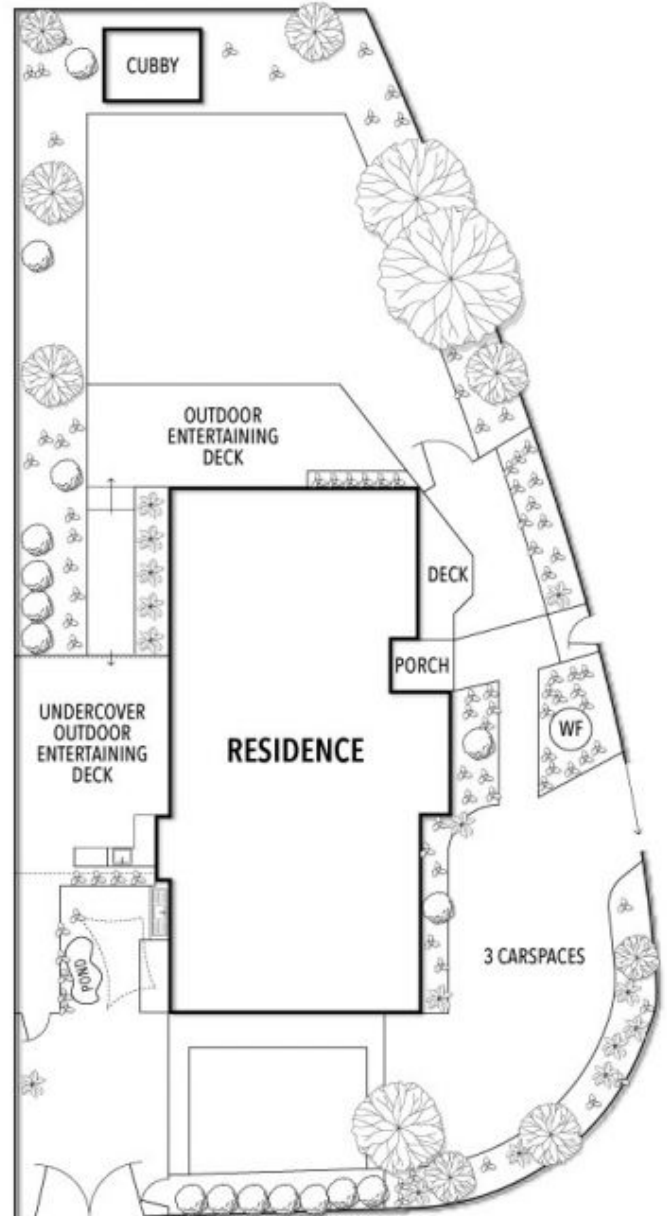 CUBBY
OUTDOOR
ENTERTAINING
DECK
DECK
PORCH
UNDERCOVER
OUTDOOR
ENTERTAINING
DECK
RESIDENCE
WF
POND
3 CARSPACES